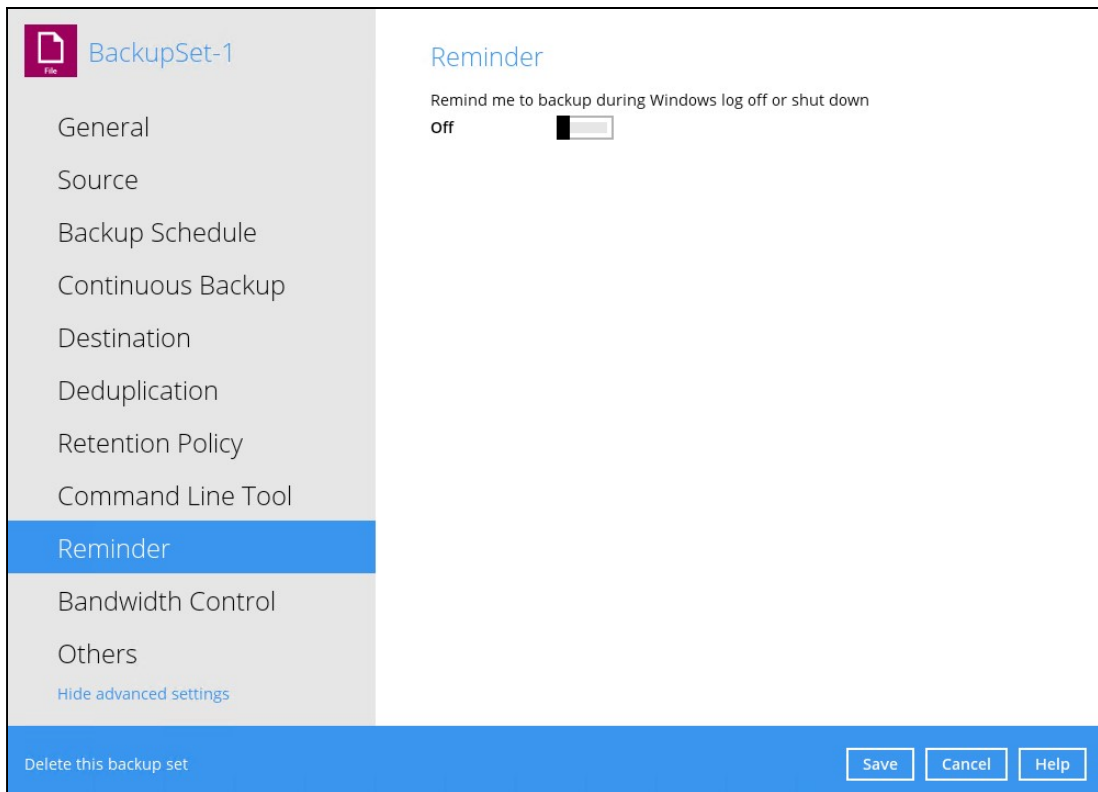 File
BackupSet-1
General
Source
Backup Schedule
Continuous Backup
Destination
Deduplication
Retention Policy
Command Line Tool
Reminder
Bandwidth Control
Others
Hide advanced settings
Reminder
Remind me to backup during Windows log off or shut down
Off
Delete this backup set
Save
Cancel
Help